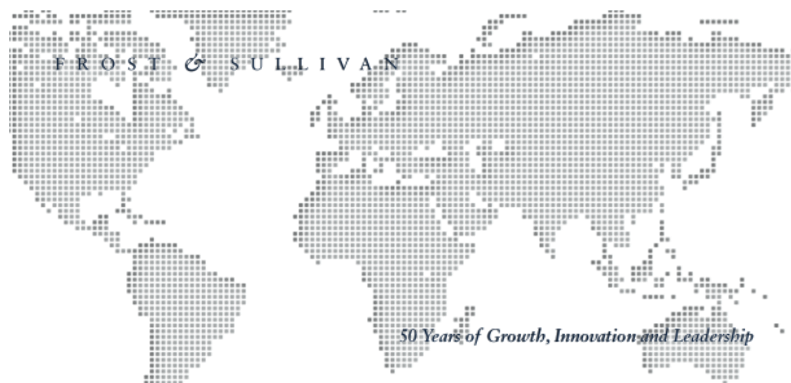 FROST & SULLIVAN
50 Years of Growth, Innovation and Leadership